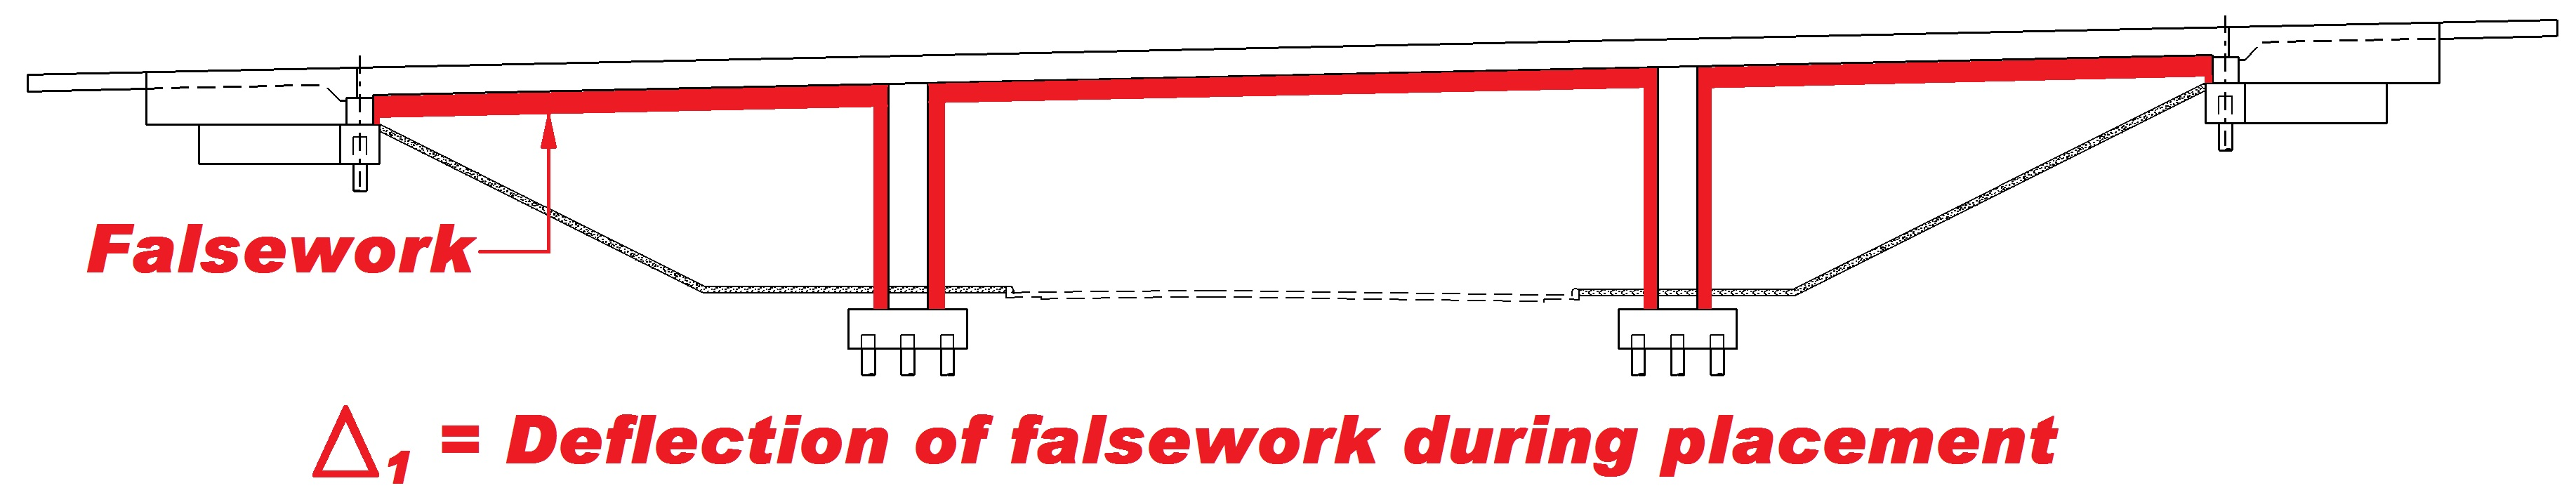 Falsework
Δ1 = Deflection of falsework during placement